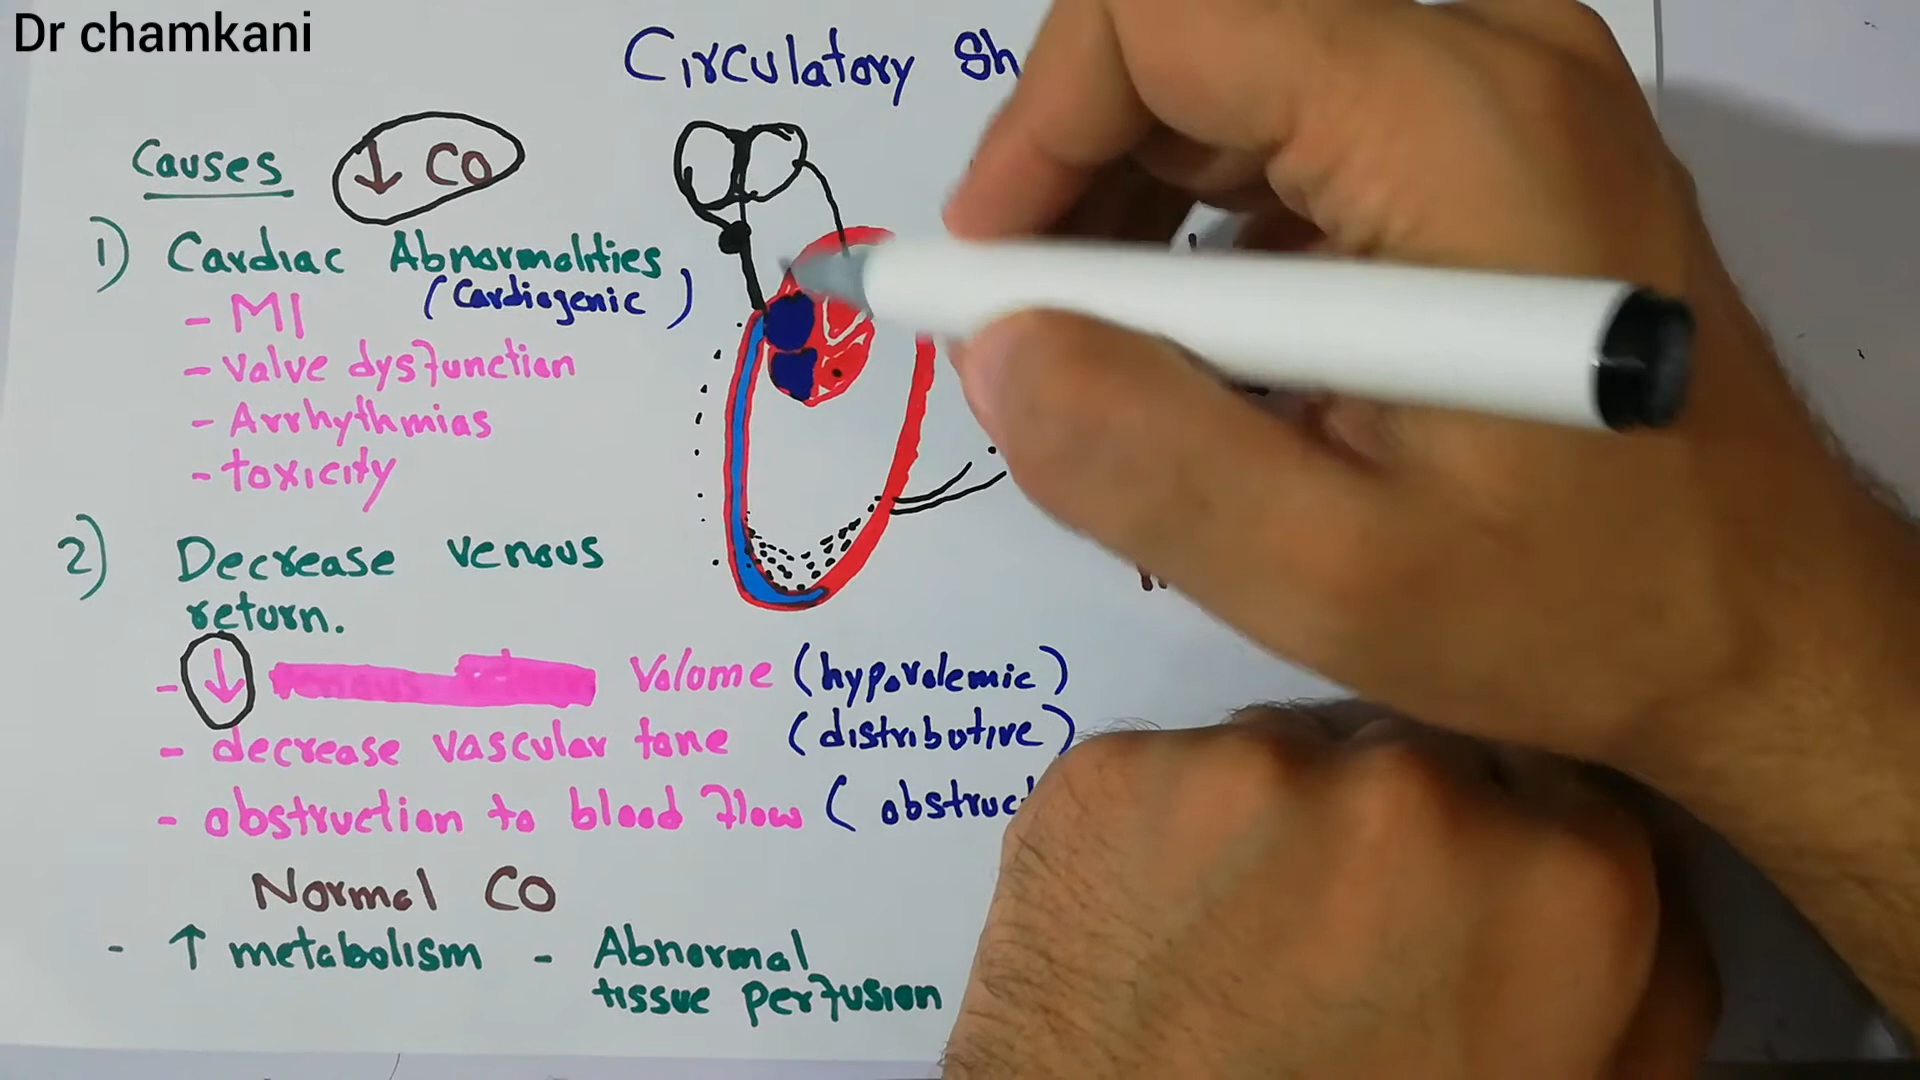 Dr chamkani
Circulatory Sh
Causes ↓ CO
1) Cardiac Abnormalities
(Cardiogenic)
- MI
- Valve dysfunction
- Arrhythmias
- toxicity
2) Decrease venous
return.
- ↓ Volume (hypovolemic)
- decrease vascular tone (distributive)
- obstruction to blood flow ( obstruct
Normal CO
- ↑ metabolism - Abnormal
tissue perfusion